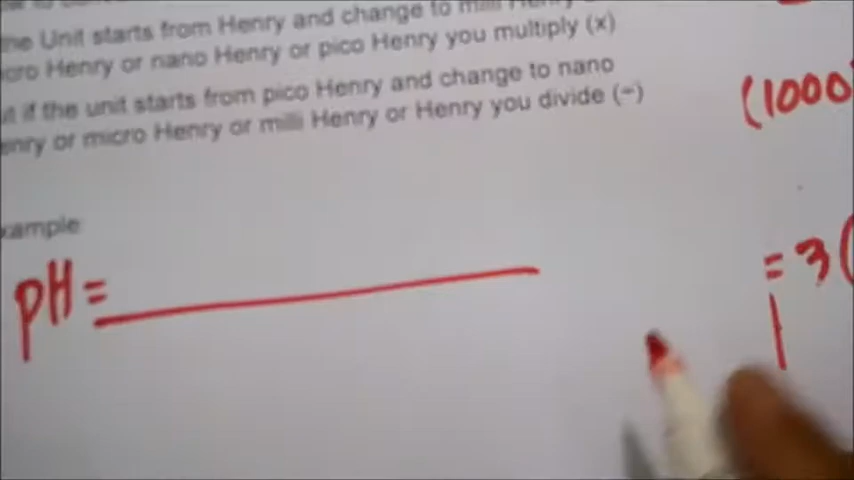 the Unit starts from Henry and change to milli Henry
cro Henry or nano Henry or pico Henry you multiply (x)
ut if the unit starts from pico Henry and change to nano
enry or micro Henry or milli Henry or Henry you divide (÷)
(1000
xample
pH=
= 3(